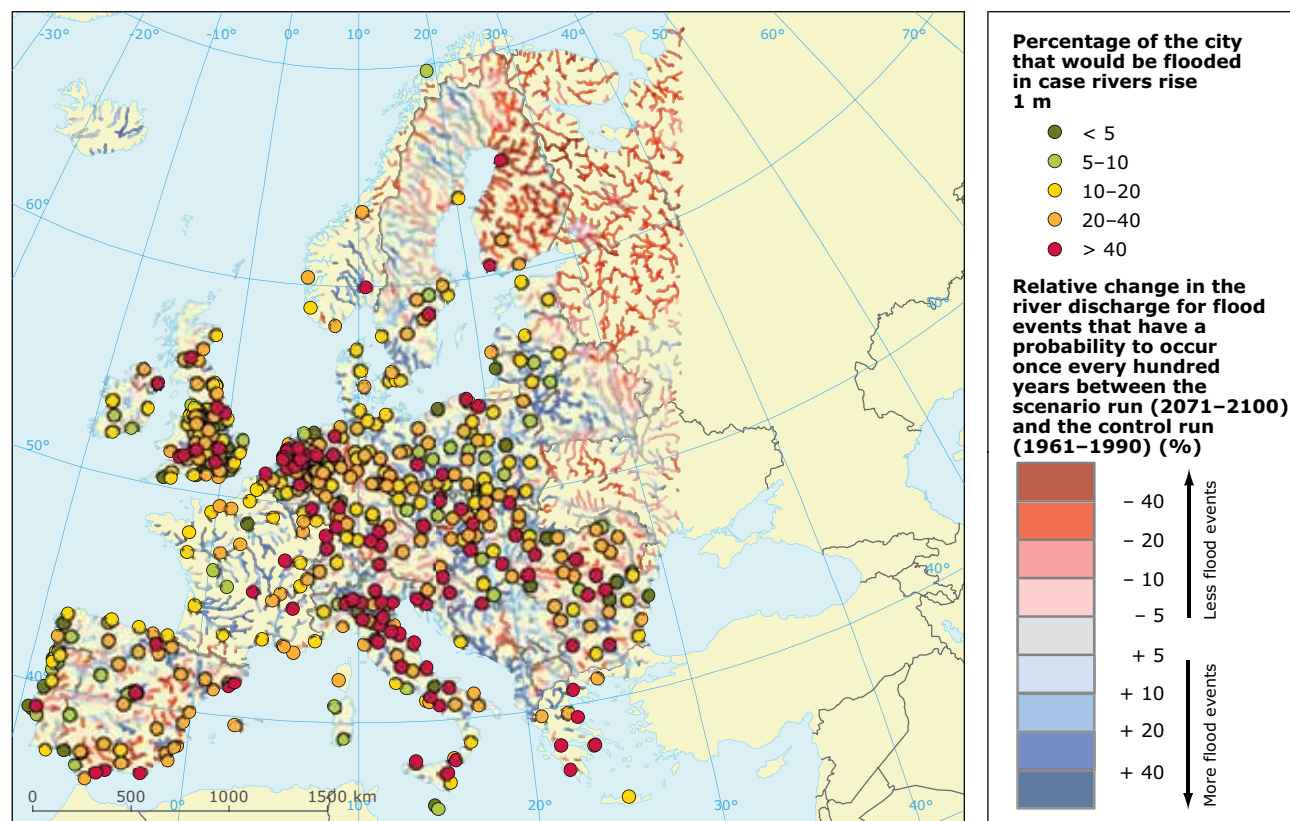 -30° -20° -10° 0° 10° 20° 30° 40° 50° 60° 70°
60°
50°
50°
40°
40°
0 500 1000 1500 km
0° 10° 20° 30° 40°
Percentage of the city
that would be flooded
in case rivers rise
1 m
< 5
5–10
10–20
20–40
> 40
Relative change in the
river discharge for flood
events that have a
probability to occur
once every hundred
years between the
scenario run (2071–2100)
and the control run
(1961–1990) (%)
– 40
– 20
– 10
– 5
+ 5
+ 10
+ 20
+ 40
Less flood events
More flood events